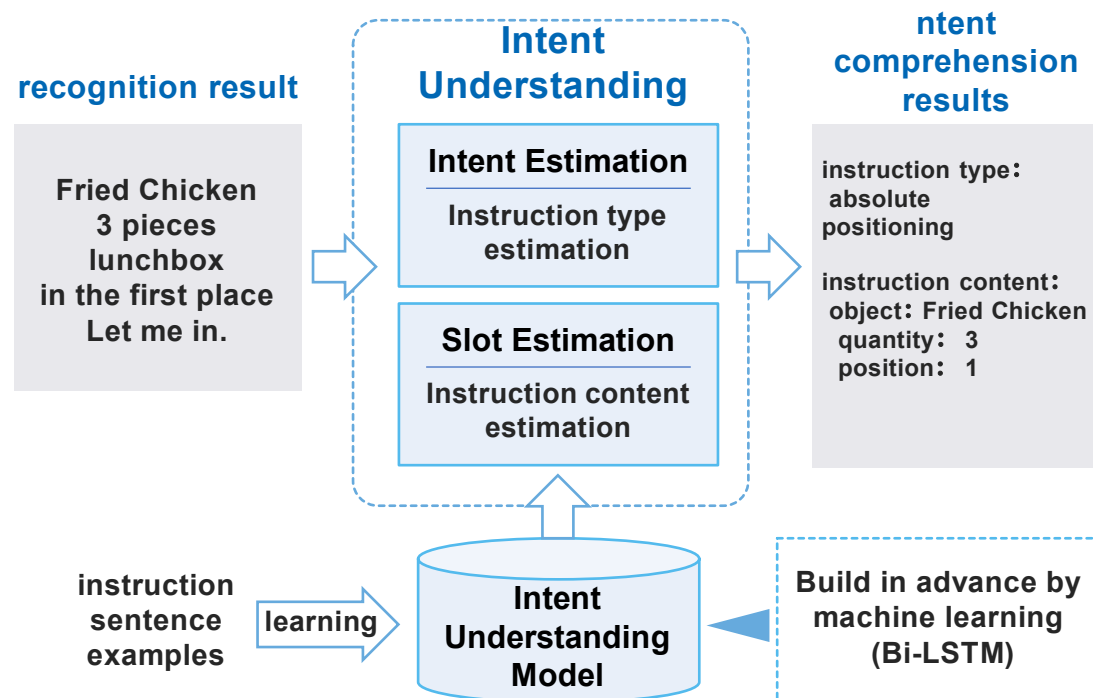 recognition result
Fried Chicken
3 pieces
lunchbox
in the first place
Let me in.
Intent
Understanding
Intent Estimation
Instruction type
estimation
Slot Estimation
Instruction content
estimation
ntent
comprehension
results
instruction type:
absolute
positioning
instruction content:
object: Fried Chicken
quantity: 3
position: 1
instruction
sentence
examples
learning
Intent
Understanding
Model
Build in advance by
machine learning
(Bi-LSTM)